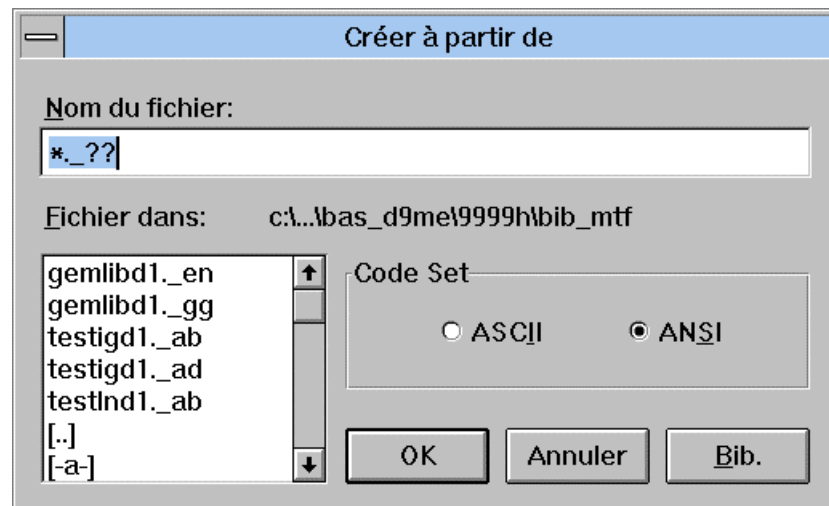 Créer à partir de
Nom du fichier:
*._??
Fichier dans: c:\...\bas_d9me\9999h\bib_mtf
gemlibd1._en
gemlibd1._gg
testigd1._ab
testigd1._ad
testlnd1._ab
[..]
[-a-]
Code Set
ASCII ANSI
OK Annuler Bib.